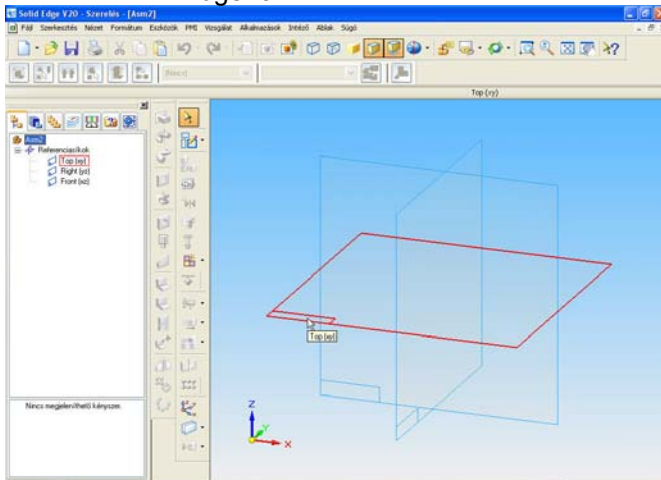 Solid Edge V20 - Szerelés - [Asm2]
Fájl Szerkesztés Nézet Formátum Eszközök PMI Vizsgálat Alkalmazások Intéző Ablak Súgó
(Nincs)
Top (xy)
Asm2
Referenciasíkok
Top (xy)
Right (yz)
Front (xz)
Top (xy)
Nincs megjeleníthető kényszer.
Z
Y
X